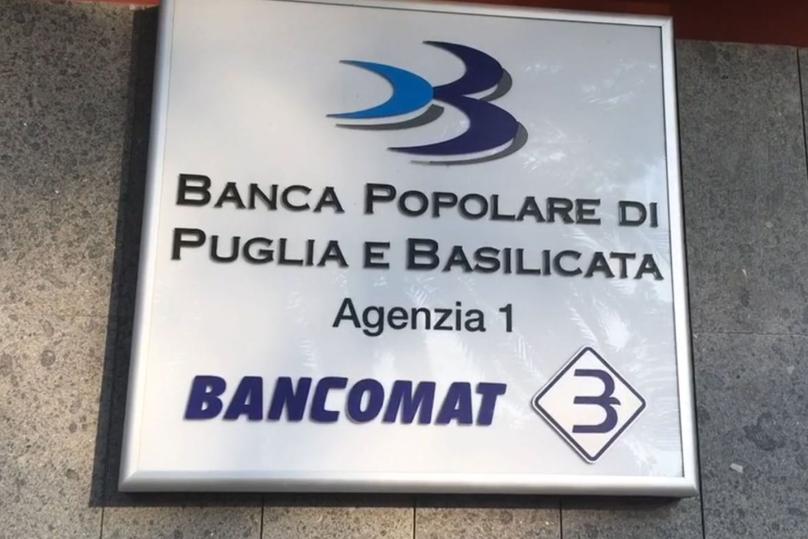 BANCA POPOLARE DI
PUGLIA E BASILICATA
Agenzia 1
BANCOMAT